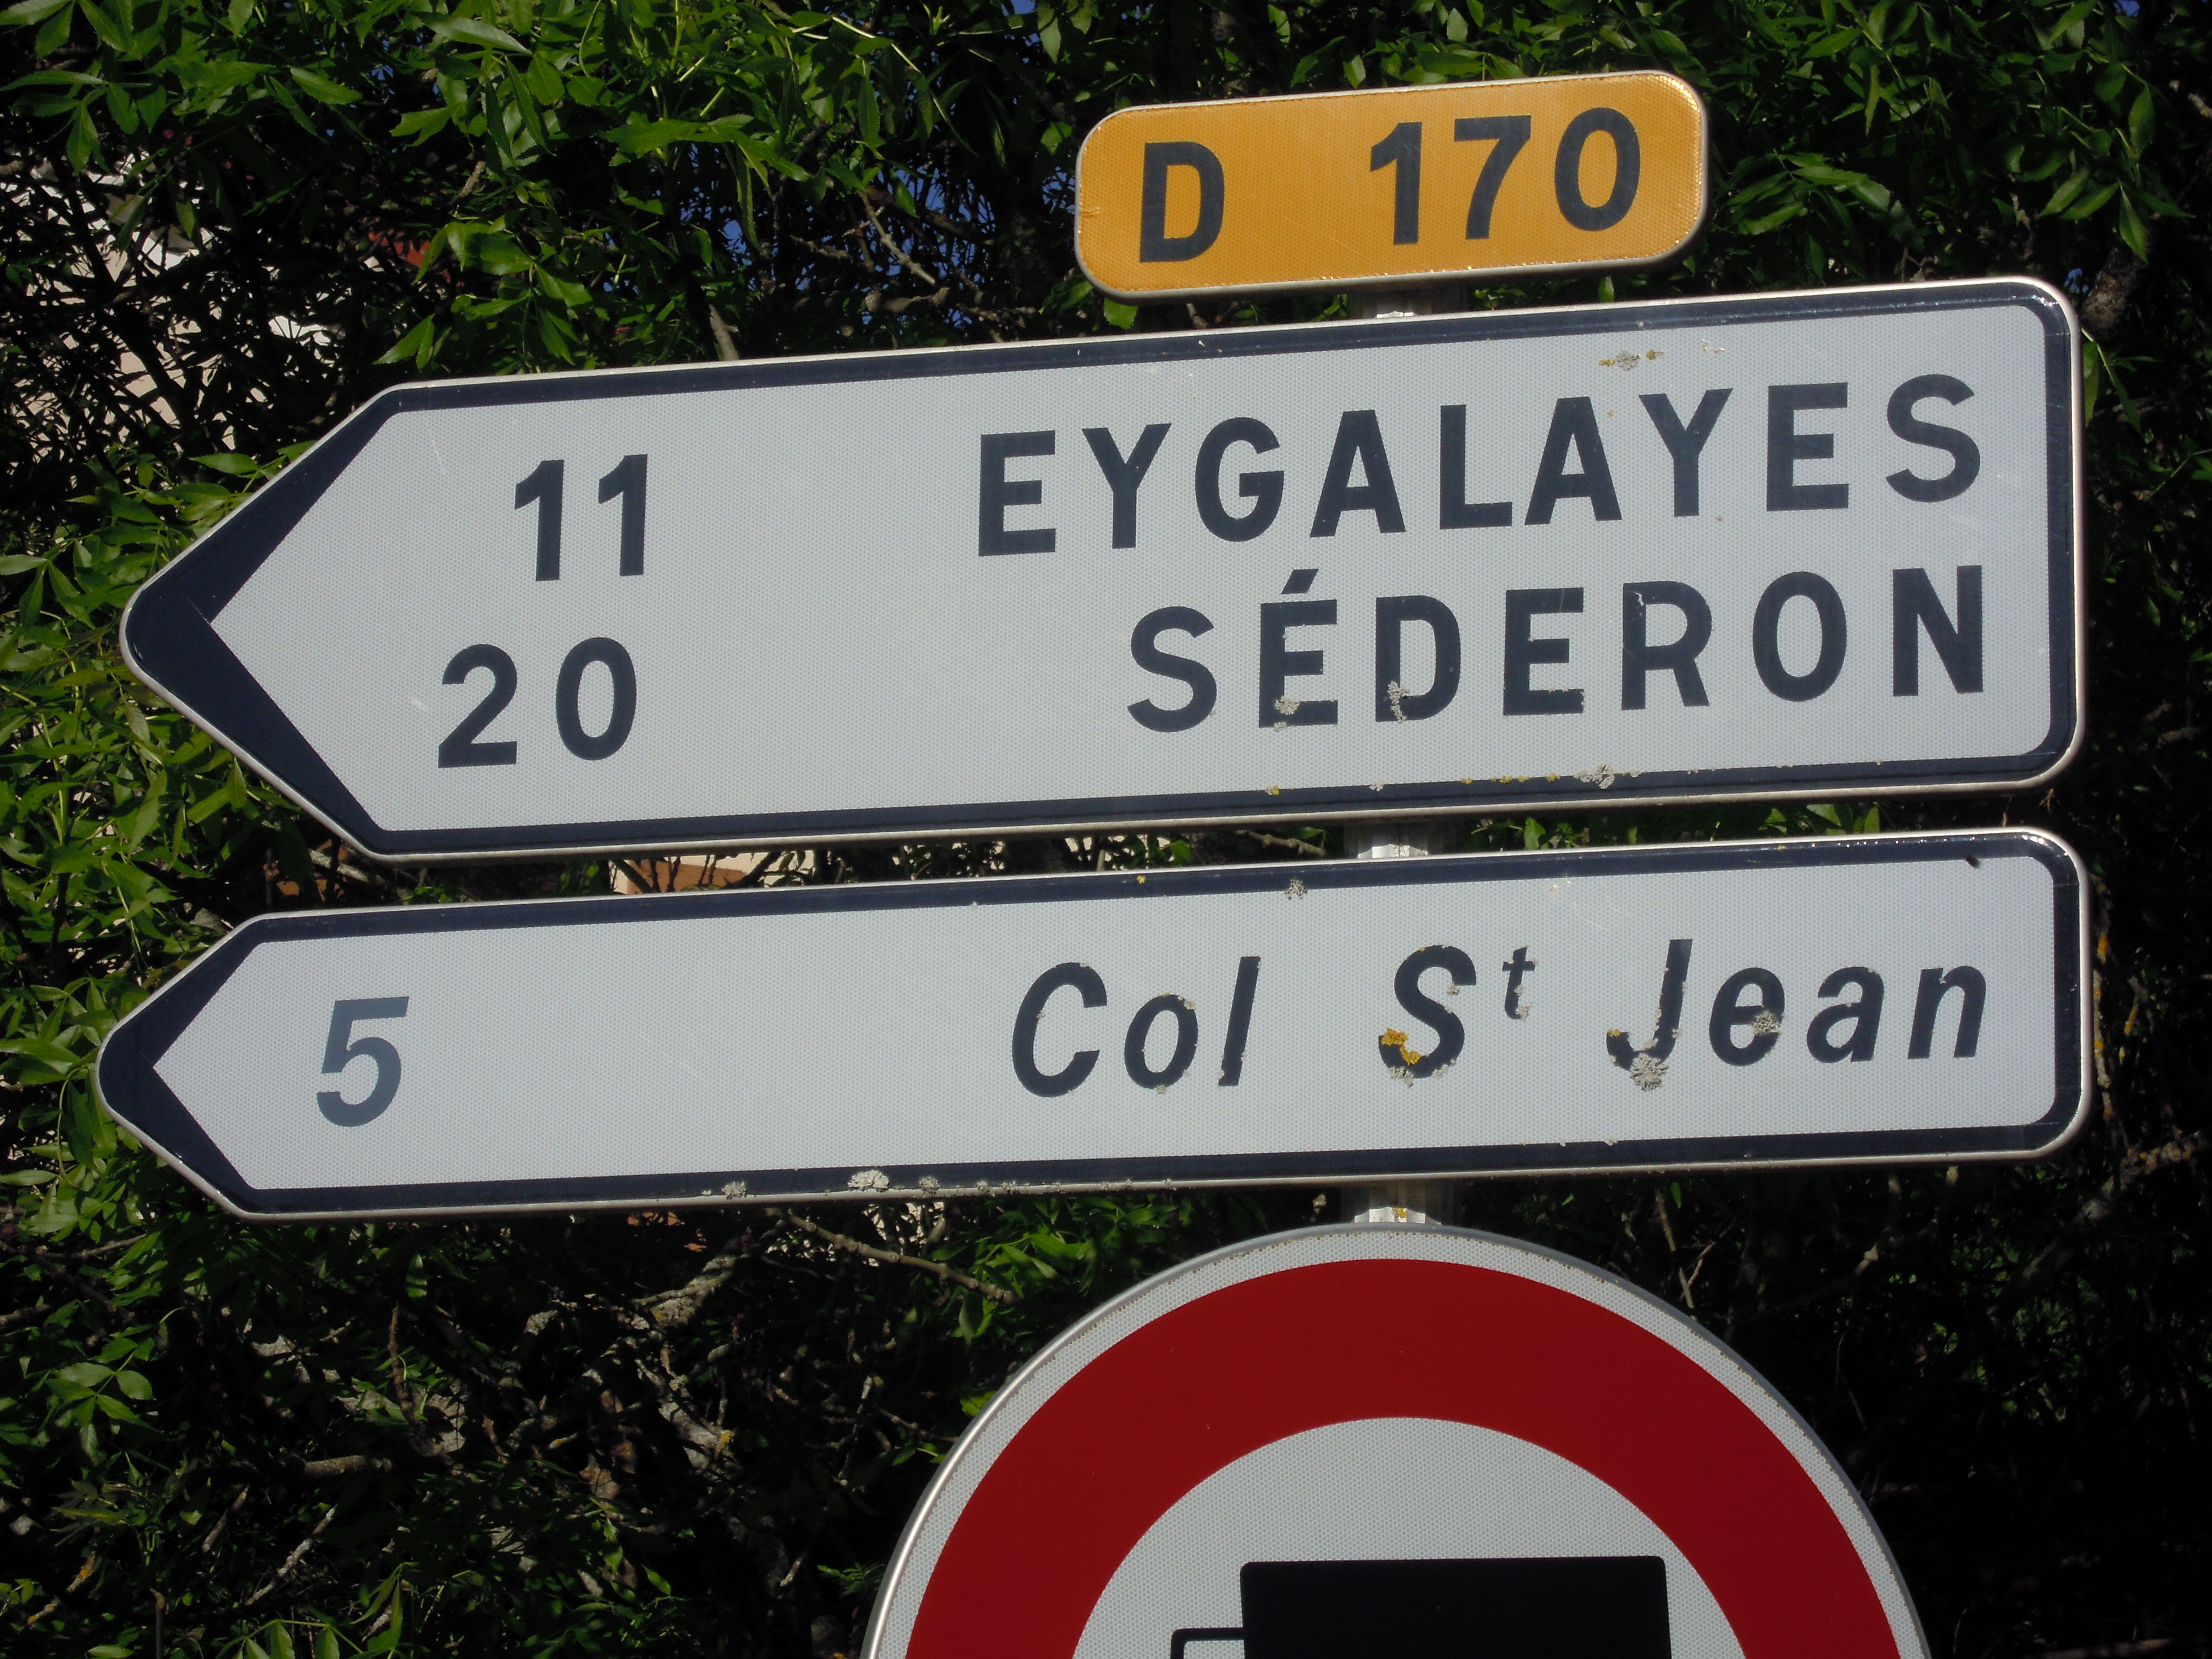 D 170
11 EYGALAYES
20 SÉDERON
5 Col Sᵗ Jean